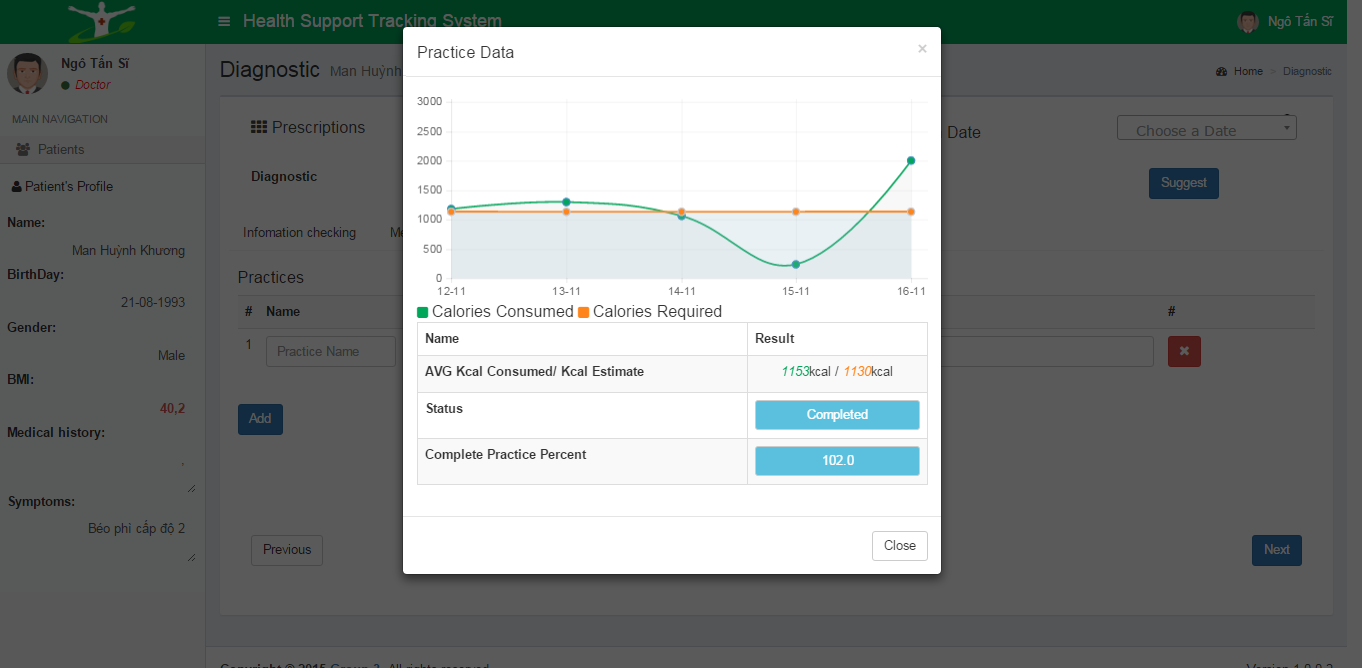 Health Support Tracking System
Ngô Tấn Sĩ
Ngô Tấn Sĩ
Doctor
MAIN NAVIGATION
Patients
Patient's Profile
Name:
Man Huỳnh Khương
BirthDay:
21-08-1993
Gender:
Male
BMI:
40,2
Medical history:
.
Symptoms:
Béo phì cấp độ 2
Diagnostic Man Huỳnh
Home > Diagnostic
Prescriptions
Date
Choose a Date
Diagnostic
Suggest
Infomation checking
Practices
# Name #
1 Practice Name
Add
Previous
Next
Practice Data
×
3000
2500
2000
1500
1000
500
0
12-11 13-11 14-11 15-11 16-11
Calories Consumed Calories Required
Name Result
AVG Kcal Consumed/ Kcal Estimate 1153kcal / 1130kcal
Status Completed
Complete Practice Percent 102.0
Close